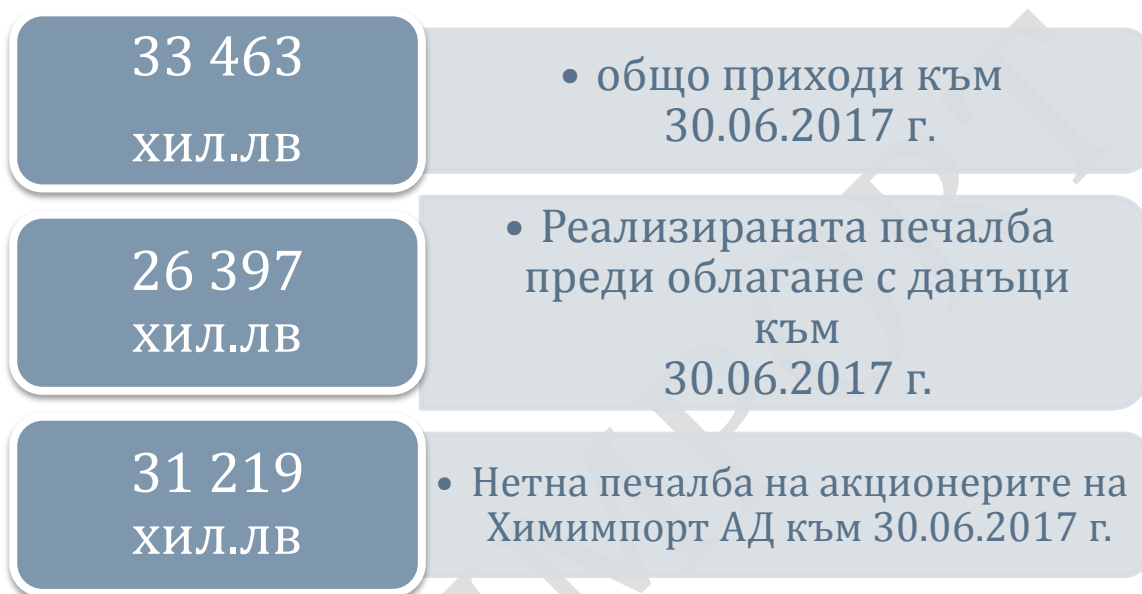 33 463
хил.лв
• общо приходи към
30.06.2017 г.
26 397
хил.лв
• Реализираната печалба
преди облагане с данъци
към
30.06.2017 г.
31 219
хил.лв
• Нетна печалба на акционерите на
Химимпорт АД към 30.06.2017 г.